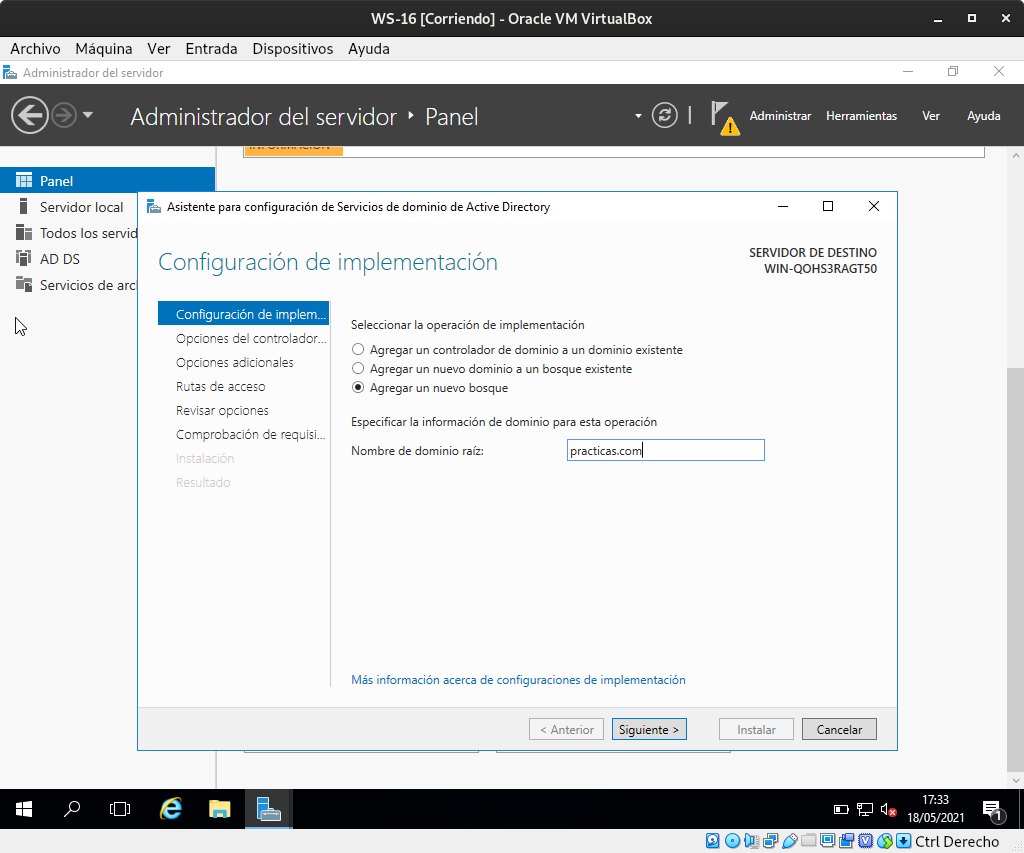 WS-16 [Corriendo] - Oracle VM VirtualBox
Archivo Máquina Ver Entrada Dispositivos Ayuda
Administrador del servidor
Administrador del servidor ‣ Panel
Administrar Herramientas Ver Ayuda
Panel
Servidor local
Todos los servid
AD DS
Servicios de arc
Asistente para configuración de Servicios de dominio de Active Directory
Configuración de implementación
SERVIDOR DE DESTINO
WIN-QOHS3RAGT50
Configuración de implem...
Opciones del controlador...
Opciones adicionales
Rutas de acceso
Revisar opciones
Comprobación de requisi...
Instalación
Resultado
Seleccionar la operación de implementación
Agregar un controlador de dominio a un dominio existente
Agregar un nuevo dominio a un bosque existente
Agregar un nuevo bosque
Especificar la información de dominio para esta operación
Nombre de dominio raíz: practicas.com
Más información acerca de configuraciones de implementación
< Anterior Siguiente > Instalar Cancelar
17:33
18/05/2021
1
Ctrl Derecho